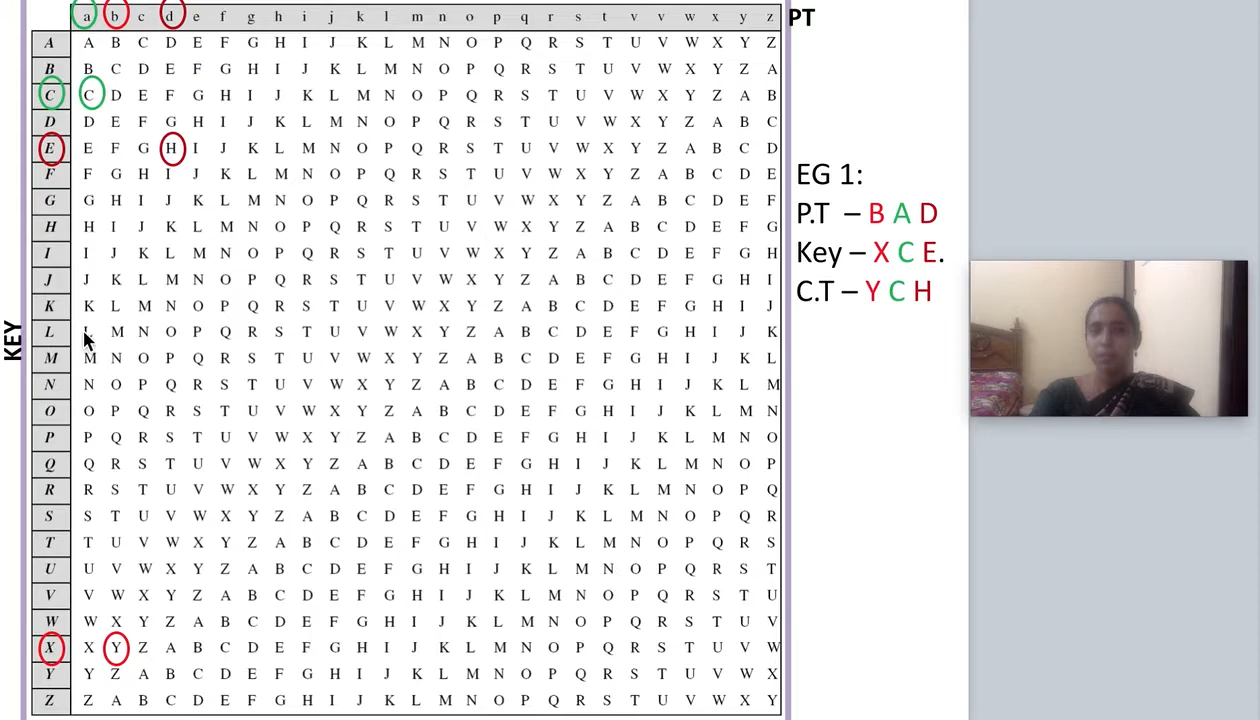 a b c d e f g h i j k l m n o p q r s t v v w x y z PT
A A B C D E F G H I J K L M N O P Q R S T U V W X Y Z
B B C D E F G H I J K L M N O P Q R S T U V W X Y Z A
C C D E F G H I J K L M N O P Q R S T U V W X Y Z A B
D D E F G H I J K L M N O P Q R S T U V W X Y Z A B C
E E F G H I J K L M N O P Q R S T U V W X Y Z A B C D
F F G H I J K L M N O P Q R S T U V W X Y Z A B C D E
G G H I J K L M N O P Q R S T U V W X Y Z A B C D E F
H H I J K L M N O P Q R S T U V W X Y Z A B C D E F G
I I J K L M N O P Q R S T U V W X Y Z A B C D E F G H
J J K L M N O P Q R S T U V W X Y Z A B C D E F G H I
K K L M N O P Q R S T U V W X Y Z A B C D E F G H I J
L L M N O P Q R S T U V W X Y Z A B C D E F G H I J K
M M N O P Q R S T U V W X Y Z A B C D E F G H I J K L
N N O P Q R S T U V W X Y Z A B C D E F G H I J K L M
O O P Q R S T U V W X Y Z A B C D E F G H I J K L M N
P P Q R S T U V W X Y Z A B C D E F G H I J K L M N O
Q Q R S T U V W X Y Z A B C D E F G H I J K L M N O P
R R S T U V W X Y Z A B C D E F G H I J K L M N O P Q
S S T U V W X Y Z A B C D E F G H I J K L M N O P Q R
T T U V W X Y Z A B C D E F G H I J K L M N O P Q R S
U U V W X Y Z A B C D E F G H I J K L M N O P Q R S T
V V W X Y Z A B C D E F G H I J K L M N O P Q R S T U
W W X Y Z A B C D E F G H I J K L M N O P Q R S T U V
X X Y Z A B C D E F G H I J K L M N O P Q R S T U V W
Y Y Z A B C D E F G H I J K L M N O P Q R S T U V W X
Z Z A B C D E F G H I J K L M N O P Q R S T U V W X Y
KEY
EG 1:
P.T – B A D
Key – X C E.
C.T – Y C H